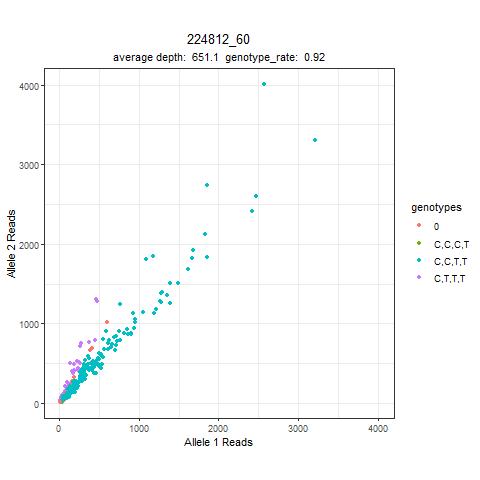 224812_60
average depth:  651.1  genotype_rate:  0.92
4000
3000
2000
1000
0
Allele 2 Reads
0
1000
2000
3000
4000
Allele 1 Reads
genotypes
0
C,C,C,T
C,C,T,T
C,T,T,T